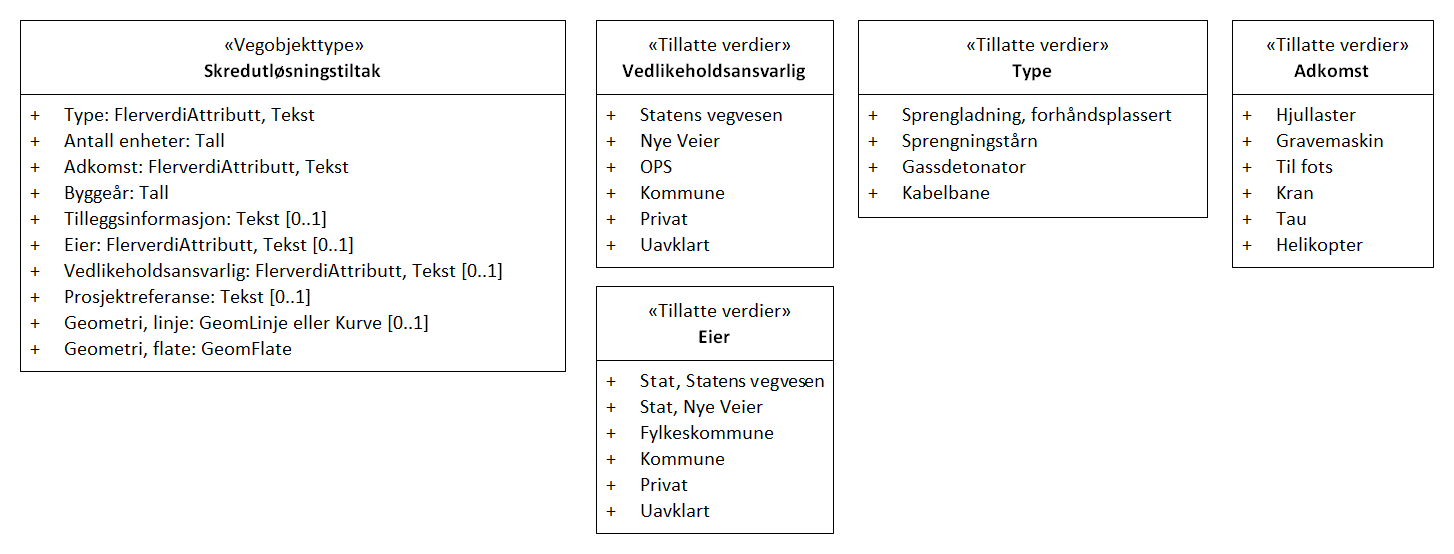 «Vegobjekttype»
Skredutløsningstiltak
+ Type: FlerverdiAttributt, Tekst
+ Antall enheter: Tall
+ Adkomst: FlerverdiAttributt, Tekst
+ Byggeår: Tall
+ Tilleggsinformasjon: Tekst [0..1]
+ Eier: FlerverdiAttributt, Tekst [0..1]
+ Vedlikeholdsansvarlig: FlerverdiAttributt, Tekst [0..1]
+ Prosjektreferanse: Tekst [0..1]
+ Geometri, linje: GeomLinje eller Kurve [0..1]
+ Geometri, flate: GeomFlate
«Tillatte verdier»
Vedlikeholdsansvarlig
+ Statens vegvesen
+ Nye Veier
+ OPS
+ Kommune
+ Privat
+ Uavklart
«Tillatte verdier»
Eier
+ Stat, Statens vegvesen
+ Stat, Nye Veier
+ Fylkeskommune
+ Kommune
+ Privat
+ Uavklart
«Tillatte verdier»
Type
+ Sprengladning, forhåndsplassert
+ Sprengningstårn
+ Gassdetonator
+ Kabelbane
«Tillatte verdier»
Adkomst
+ Hjullaster
+ Gravemaskin
+ Til fots
+ Kran
+ Tau
+ Helikopter